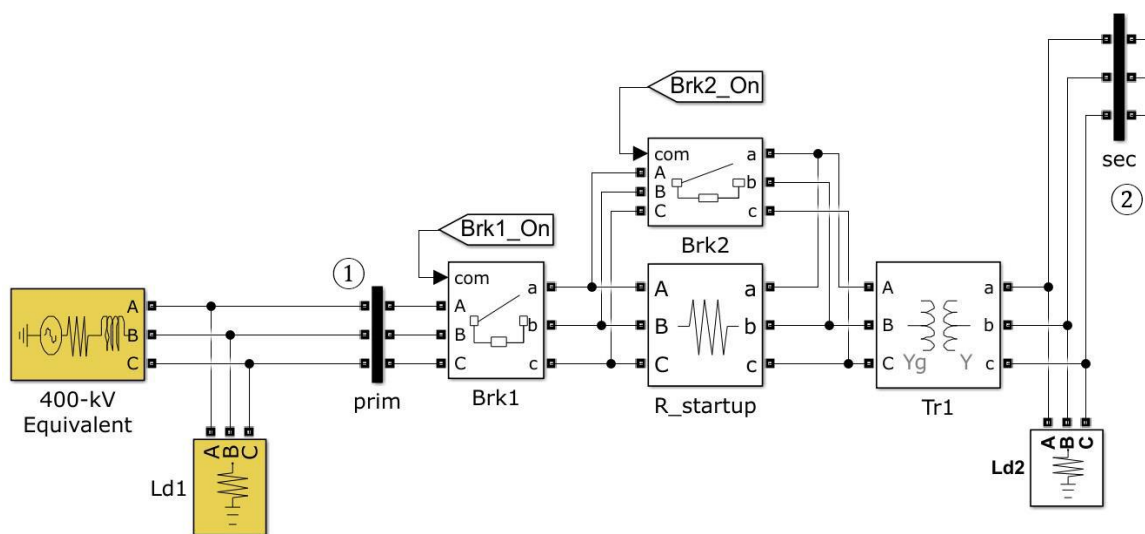 Brk2_On
com
A
B
C
a
b
c
Brk2
sec
②
Brk1_On
com
A
B
C
a
b
c
Brk1
①
prim
A
B
C
400-kV
Equivalent
A
B
C
Ld1
A
B
C
a
b
c
R_startup
A
B
C
a
b
c
Yg
Y
Tr1
A
B
C
Ld2